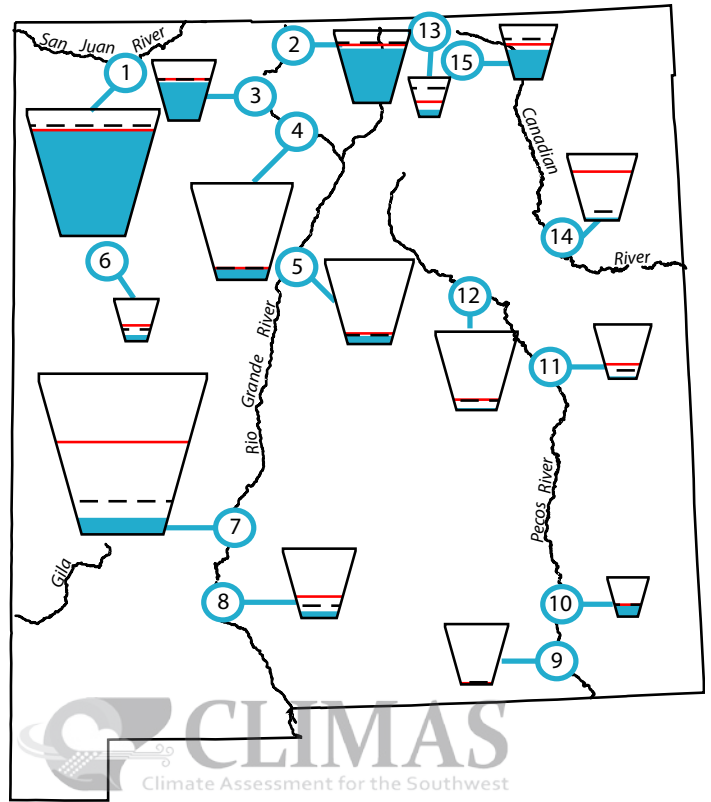 San Juan River
1
2
3
4
13
15
Canadian
14
River
5
6
12
11
Rio Grande River
Pecos River
7
Gila
8
10
9
CLIMAS
Climate Assessment for the Southwest